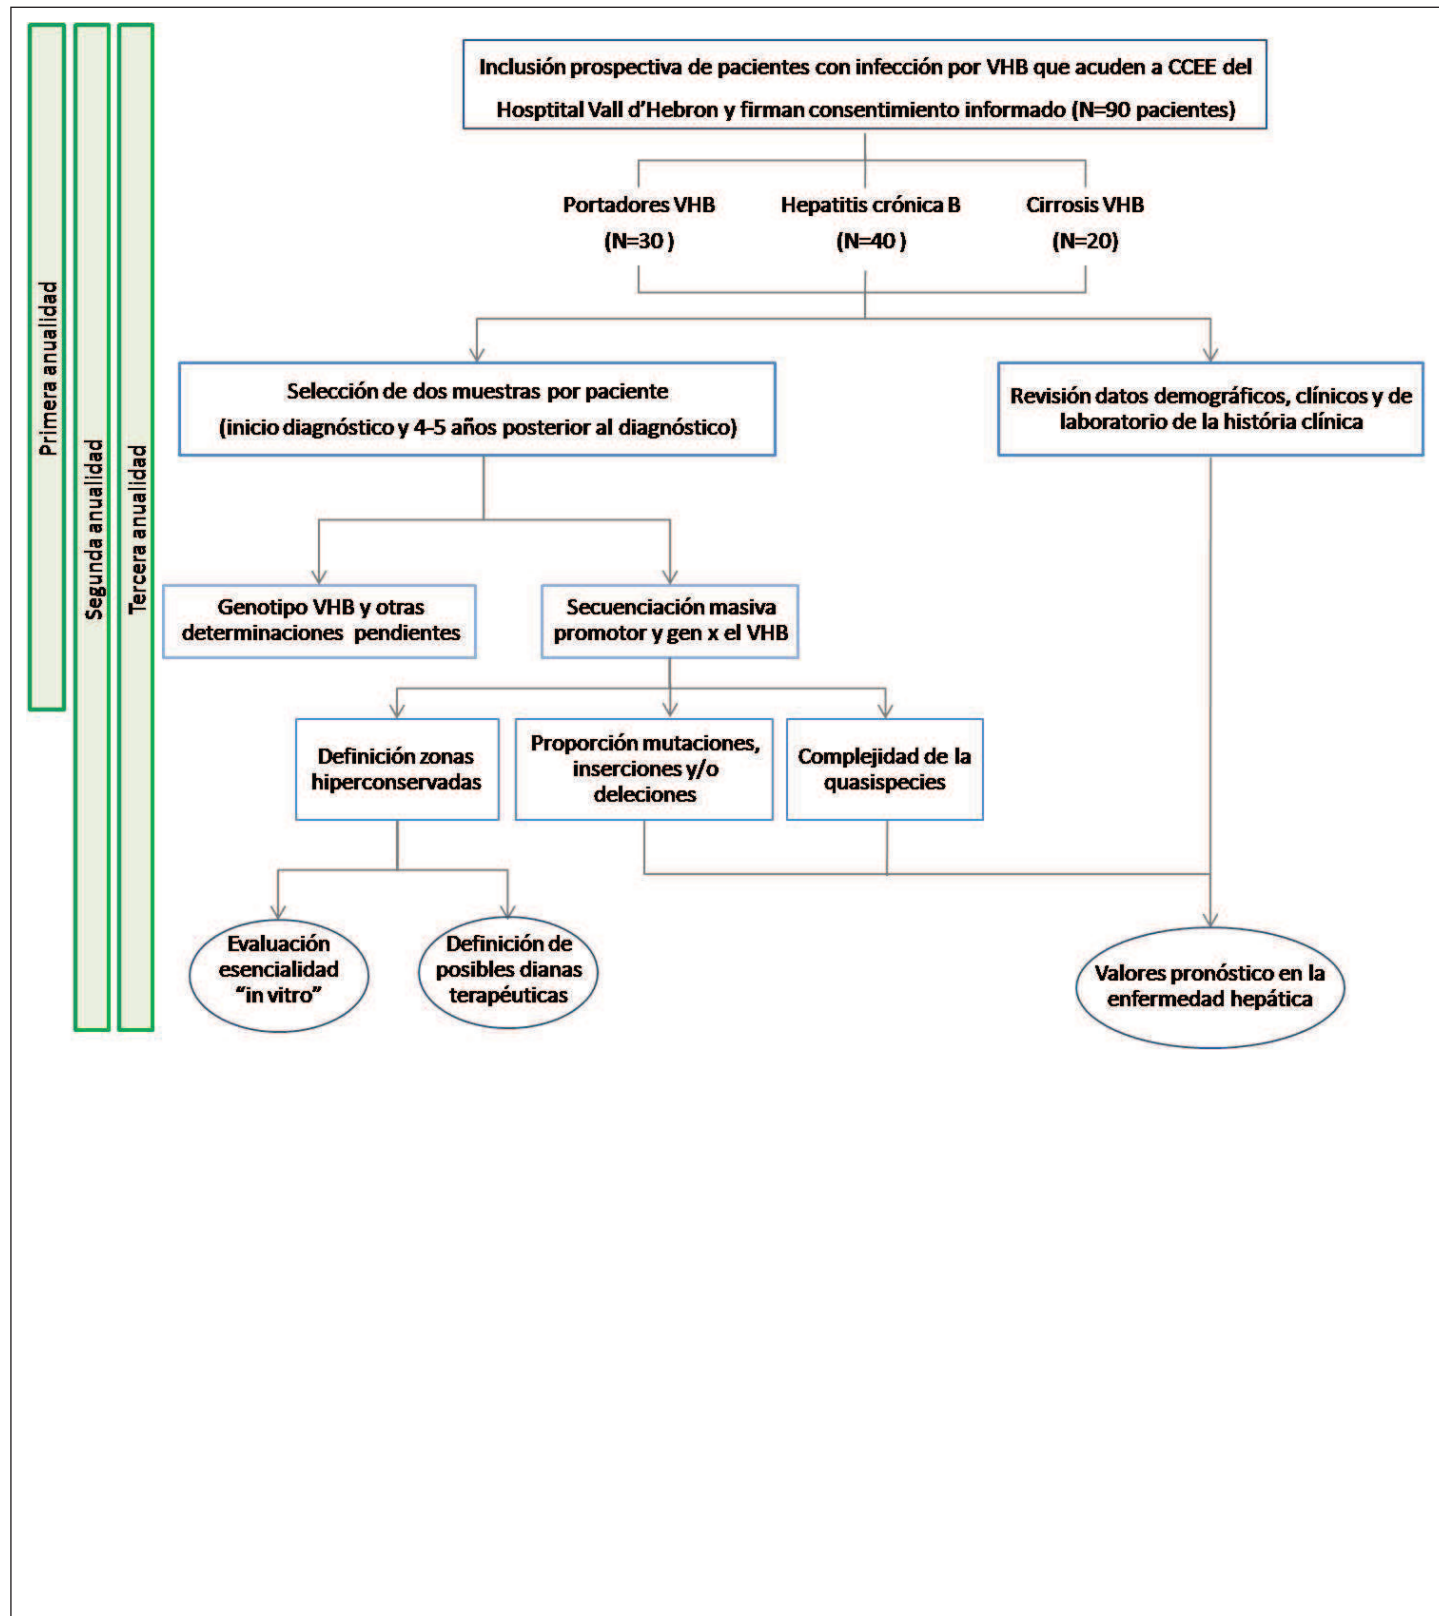 Primera anualidad
Segunda anualidad
Tercera anualidad
Inclusión prospectiva de pacientes con infección por VHB que acuden a CCEE del
Hosptital Vall d'Hebron y firman consentimiento informado (N=90 pacientes)
Portadores VHB
(N=30 )
Hepatitis crónica B
(N=40 )
Cirrosis VHB
(N=20)
Selección de dos muestras por paciente
(inicio diagnóstico y 4-5 años posterior al diagnóstico)
Revisión datos demográficos, clínicos y de
laboratorio de la história clínica
Genotipo VHB y otras
determinaciones pendientes
Secuenciación masiva
promotor y gen x el VHB
Definición zonas
hiperconservadas
Proporción mutaciones,
inserciones y/o
deleciones
Complejidad de la
quasispecies
Evaluación
esencialidad
"in vitro"
Definición de
posibles dianas
terapéuticas
Valores pronóstico en la
enfermedad hepática